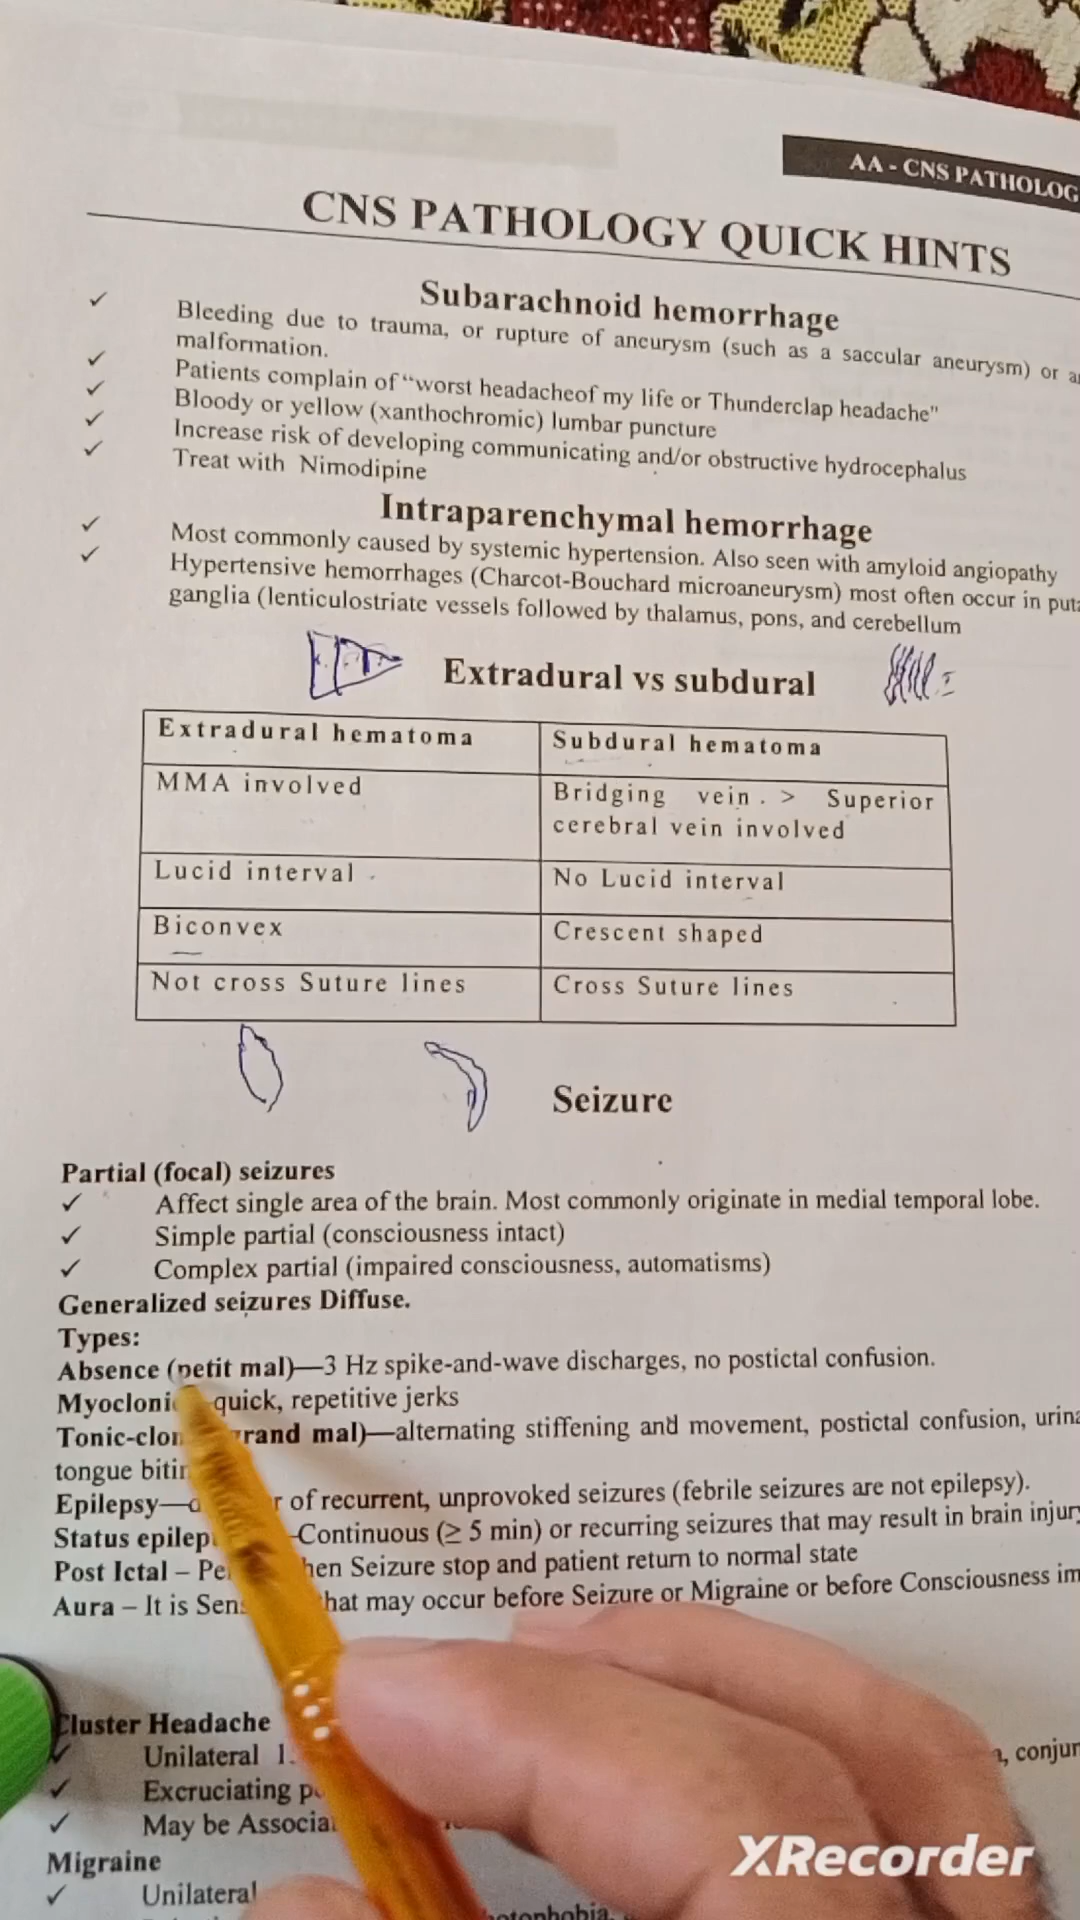 AA - CNS PATHOLOG
CNS PATHOLOGY QUICK HINTS
Subarachnoid hemorrhage
✓ Bleeding due to trauma, or rupture of aneurysm (such as a saccular aneurysm) or
malformation.
✓ Patients complain of "worst headacheof my life or Thunderclap headache"
✓ Bloody or yellow (xanthochromic) lumbar puncture
✓ Increase risk of developing communicating and/or obstructive hydrocephalus
✓ Treat with Nimodipine
Intraparenchymal hemorrhage
✓ Most commonly caused by systemic hypertension. Also seen with amyloid angiopathy
✓ Hypertensive hemorrhages (Charcot-Bouchard microaneurysm) most often occur in
ganglia (lenticulostriate vessels followed by thalamus, pons, and cerebellum
Extradural vs subdural
Extradural hematoma Subdural hematoma
MMA involved Bridging vein . > Superior
cerebral vein involved
Lucid interval No Lucid interval
Biconvex Crescent shaped
Not cross Suture lines Cross Suture lines
Seizure
Partial (focal) seizures
✓ Affect single area of the brain. Most commonly originate in medial temporal lobe.
✓ Simple partial (consciousness intact)
✓ Complex partial (impaired consciousness, automatisms)
Generalized seizures Diffuse.
Types:
Absence (petit mal)—3 Hz spike-and-wave discharges, no postictal confusion.
quick, repetitive jerks
mal)—alternating stiffening and movement, postictal confusion,
tongue
Epilepsy— of recurrent, unprovoked seizures (febrile seizures are not epilepsy).
Status Continuous (≥ 5 min) or recurring seizures that may result in brain injury
Post Ictal – Seizure stop and patient return to normal state
Aura – It is that may occur before Seizure or Migraine or before Consciousness
Cluster Headache
✓ Unilateral
✓ Excruciating
✓ May be
Migraine
✓ Unilateral
XRecorder